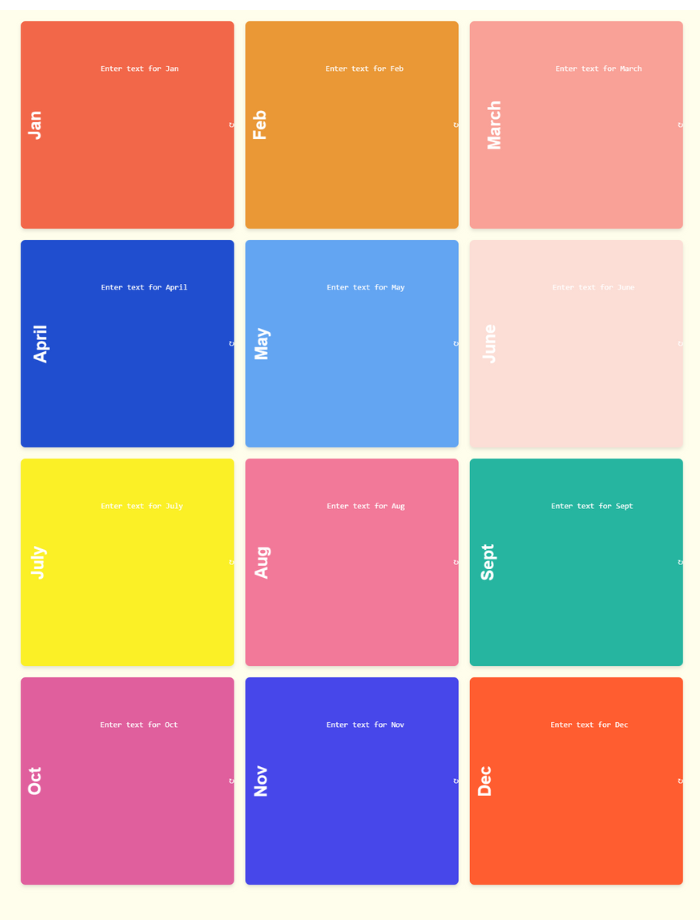 Enter text for Jan
Jan
Enter text for Feb
Feb
Enter text for March
March
Enter text for April
April
Enter text for May
May
Enter text for June
June
Enter text for July
July
Enter text for Aug
Aug
Enter text for Sept
Sept
Enter text for Oct
Oct
Enter text for Nov
Nov
Enter text for Dec
Dec